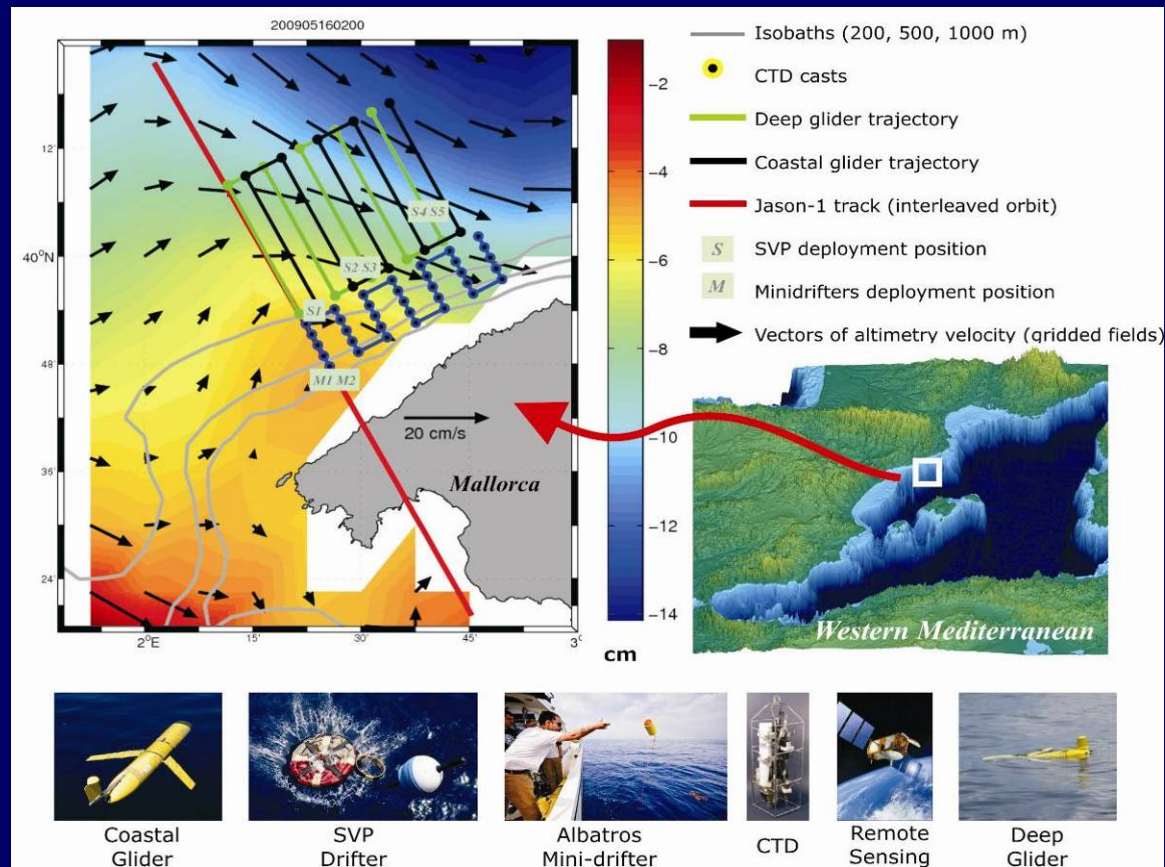 200905160200
12'
40°N
48'
36'
24'
2°E
15'
30'
45'
3°
S4 S5
S2 S3
S1
M1 M2
20 cm/s
Mallorca
−2
−4
−6
−8
−10
−12
−14
cm
Isobaths (200, 500, 1000 m)
CTD casts
Deep glider trajectory
Coastal glider trajectory
Jason-1 track (interleaved orbit)
S SVP deployment position
M Minidrifters deployment position
Vectors of altimetry velocity (gridded fields)
Western Mediterranean
Coastal
Glider
SVP
Drifter
Albatros
Mini-drifter
CTD
Remote
Sensing
Deep
Glider